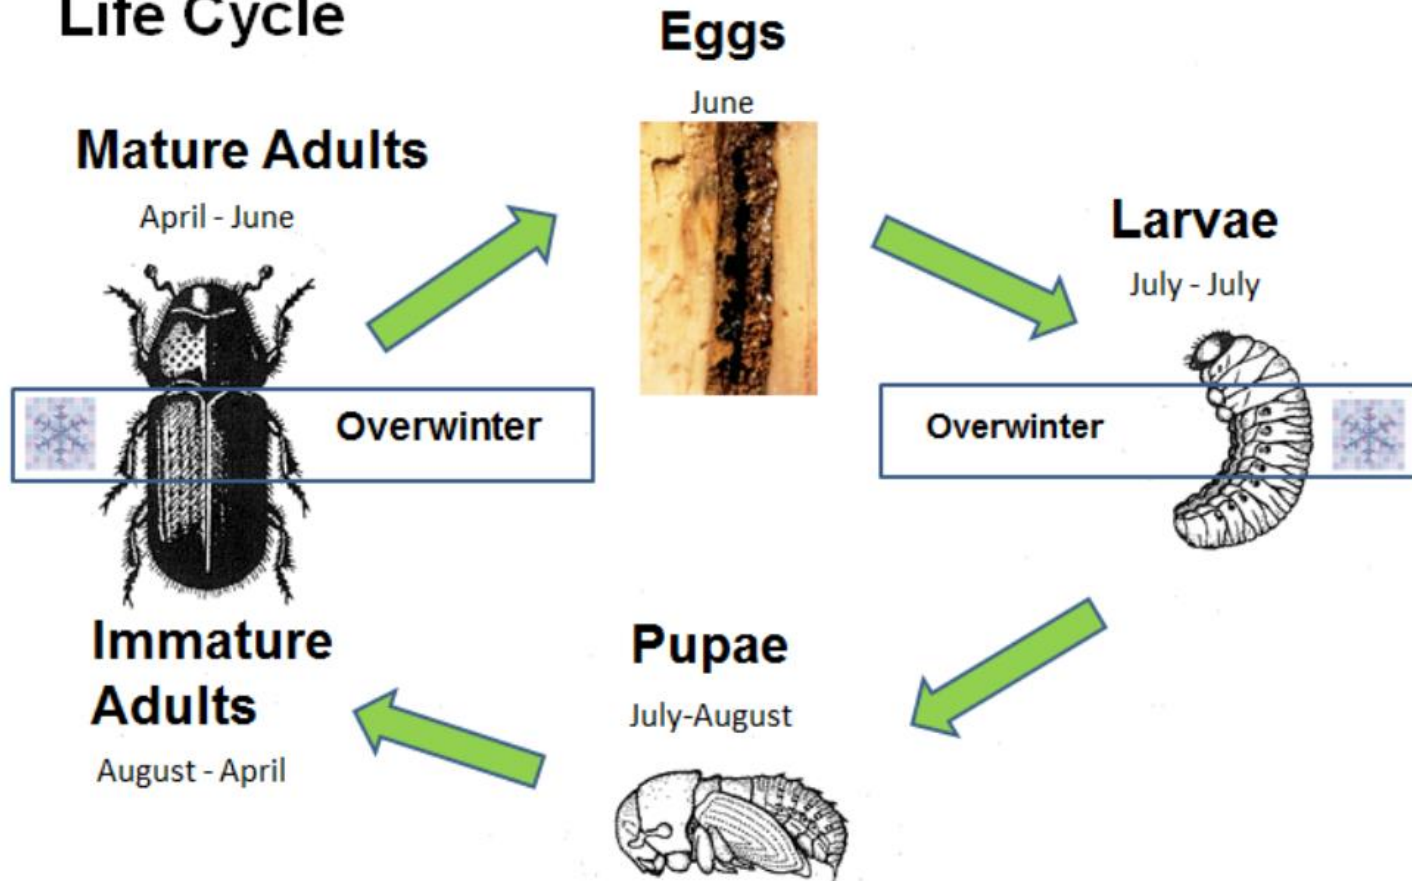 Life Cycle
Eggs
June
Mature Adults
April - June
Larvae
July - July
Overwinter
Overwinter
Immature
Adults
August - April
Pupae
July-August